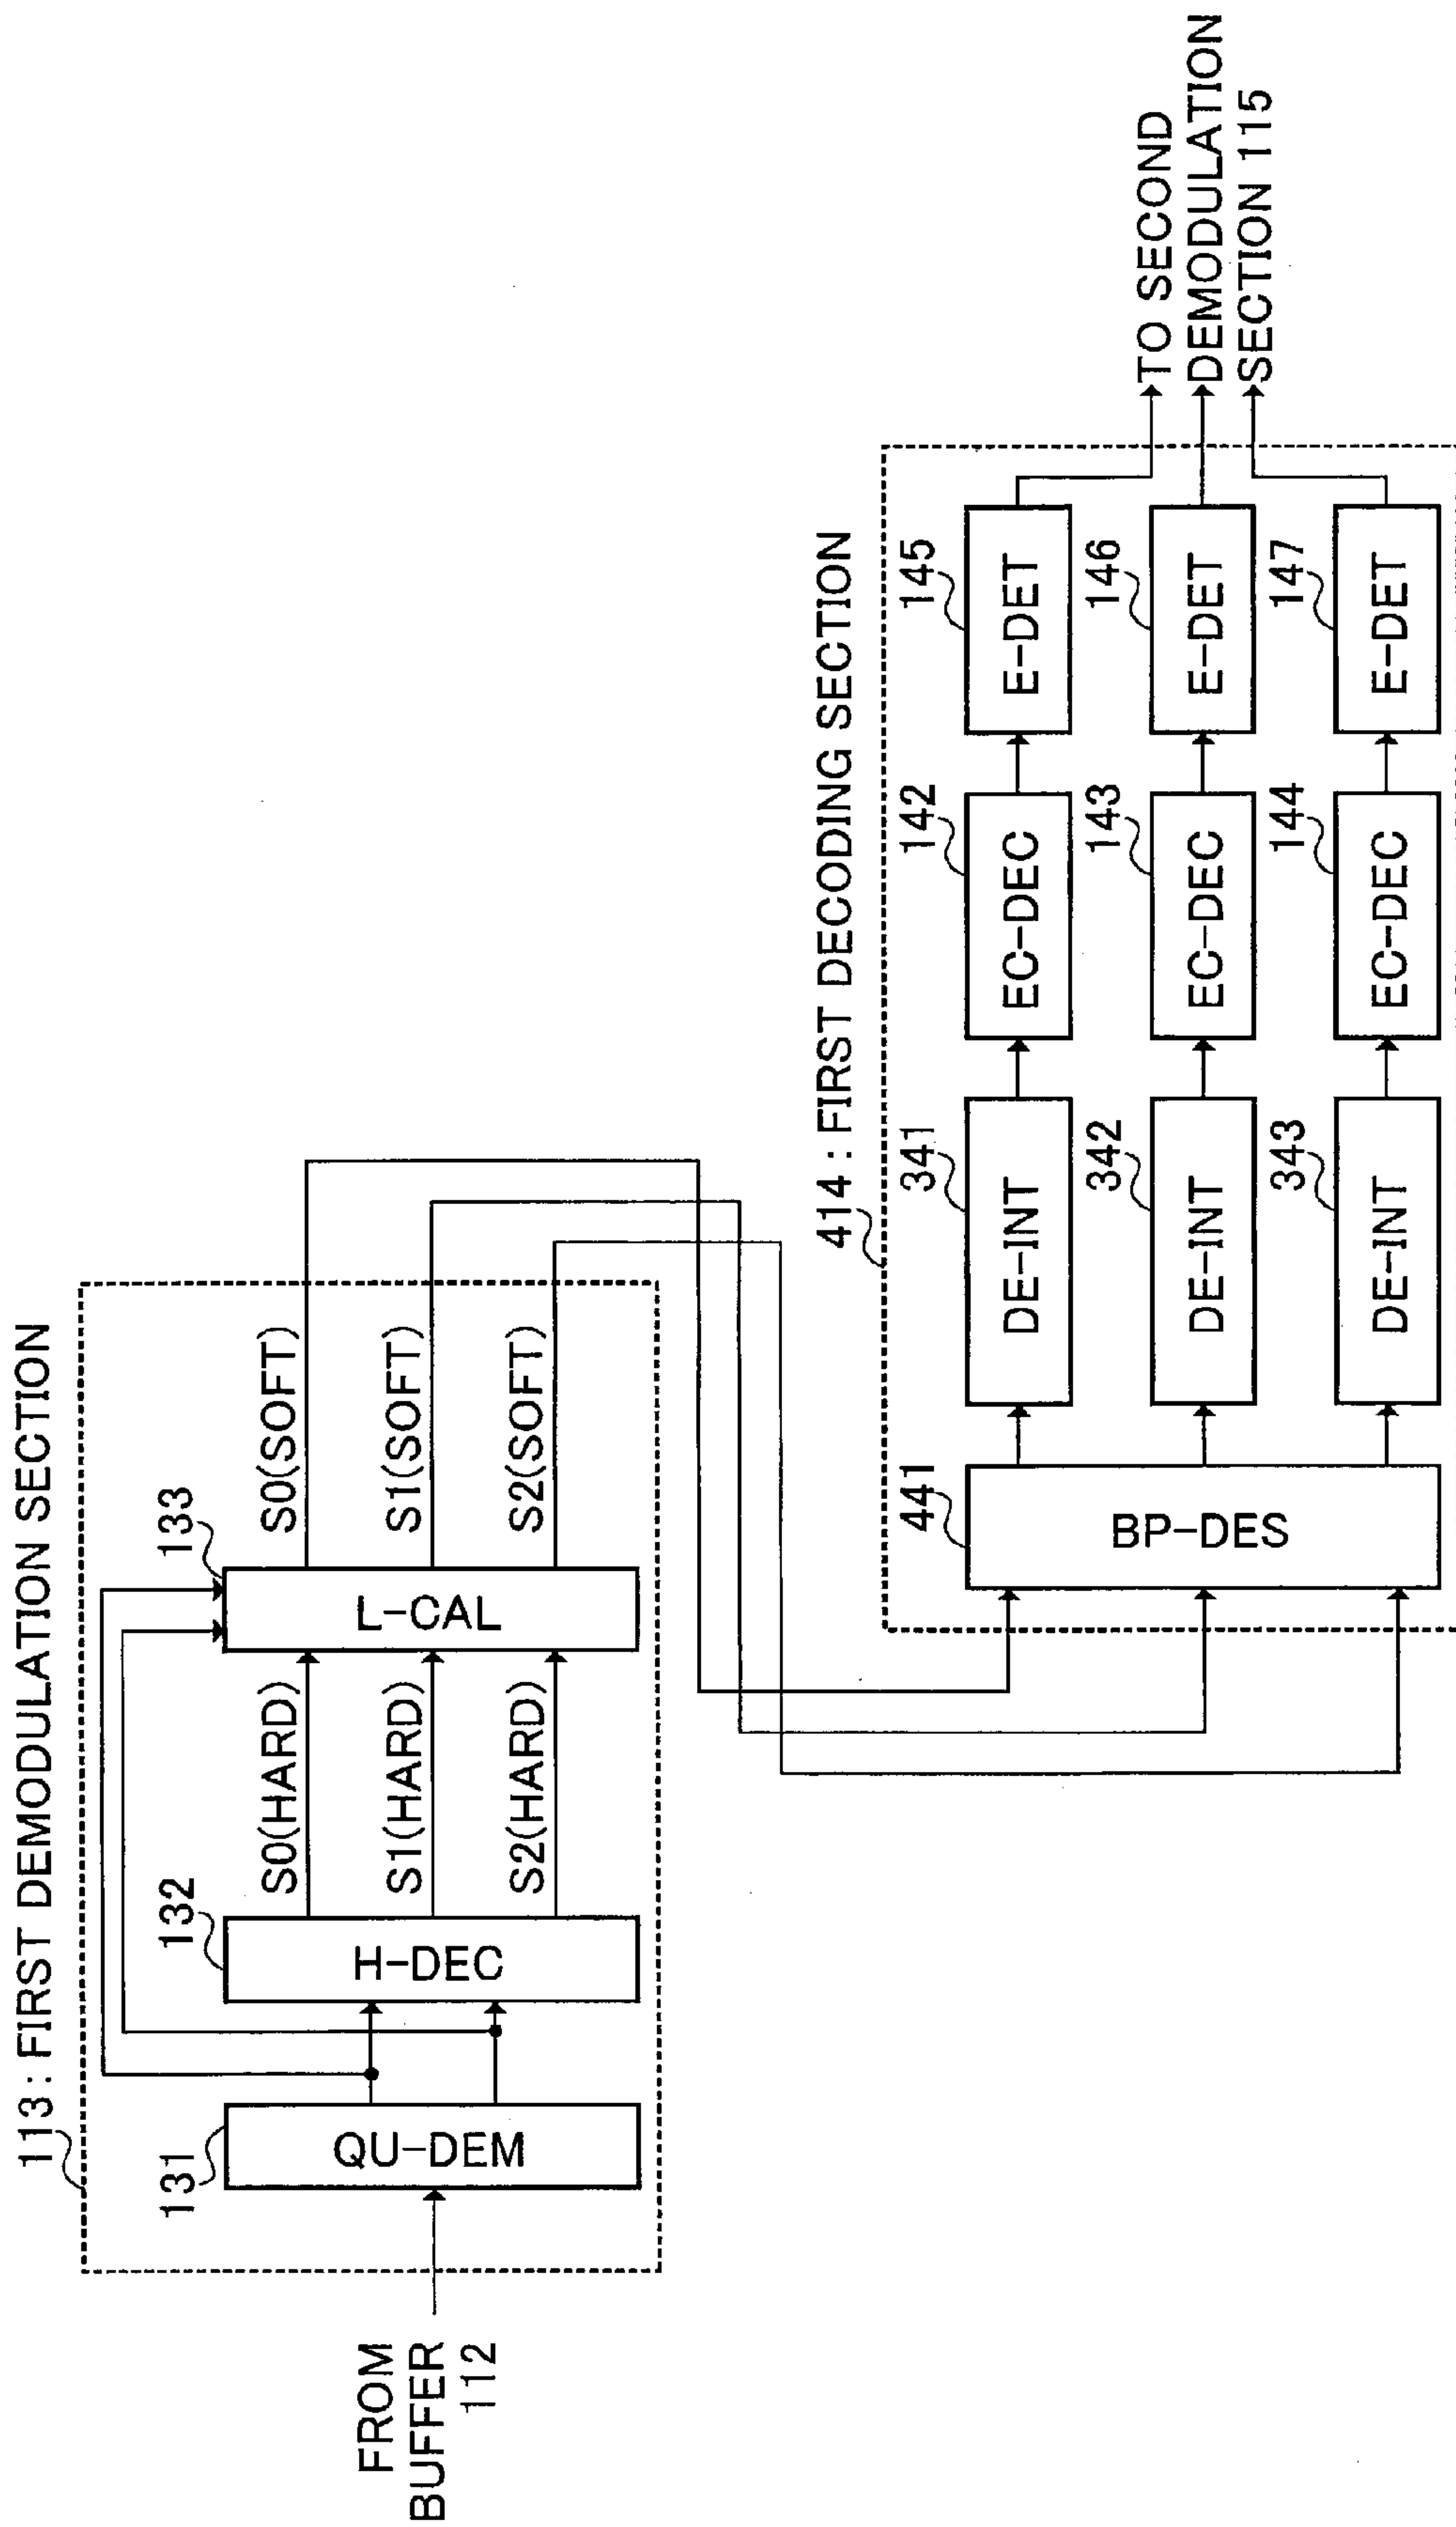 113 : FIRST DEMODULATION SECTION
FROM
BUFFER
112
131
QU-DEM
132
H-DEC
S0(HARD)
S1(HARD)
S2(HARD)
133
L-CAL
S0(SOFT)
S1(SOFT)
S2(SOFT)
414 : FIRST DECODING SECTION
441
BP-DES
341
DE-INT
342
DE-INT
343
DE-INT
142
EC-DEC
143
EC-DEC
144
EC-DEC
145
E-DET
146
E-DET
147
E-DET
TO SECOND
DEMODULATION
SECTION 115